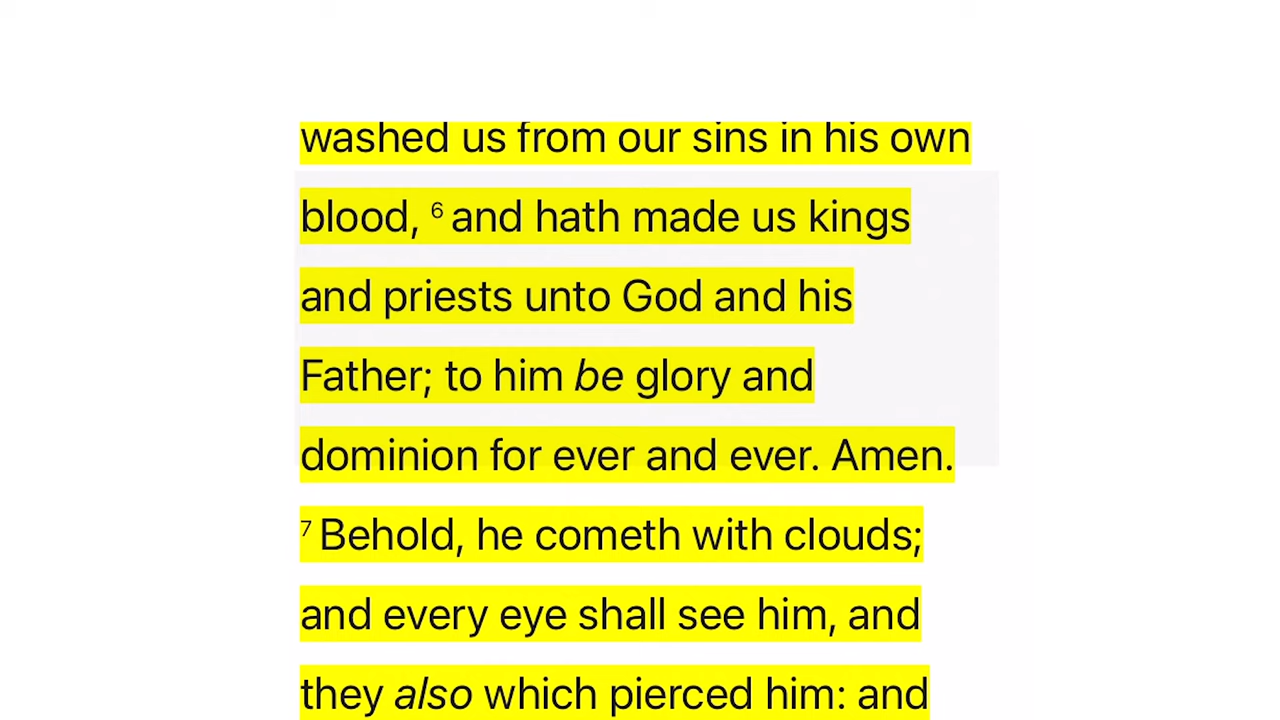 washed us from our sins in his own
blood, 6 and hath made us kings
and priests unto God and his
Father; to him be glory and
dominion for ever and ever. Amen.
7 Behold, he cometh with clouds;
and every eye shall see him, and
they also which pierced him: and